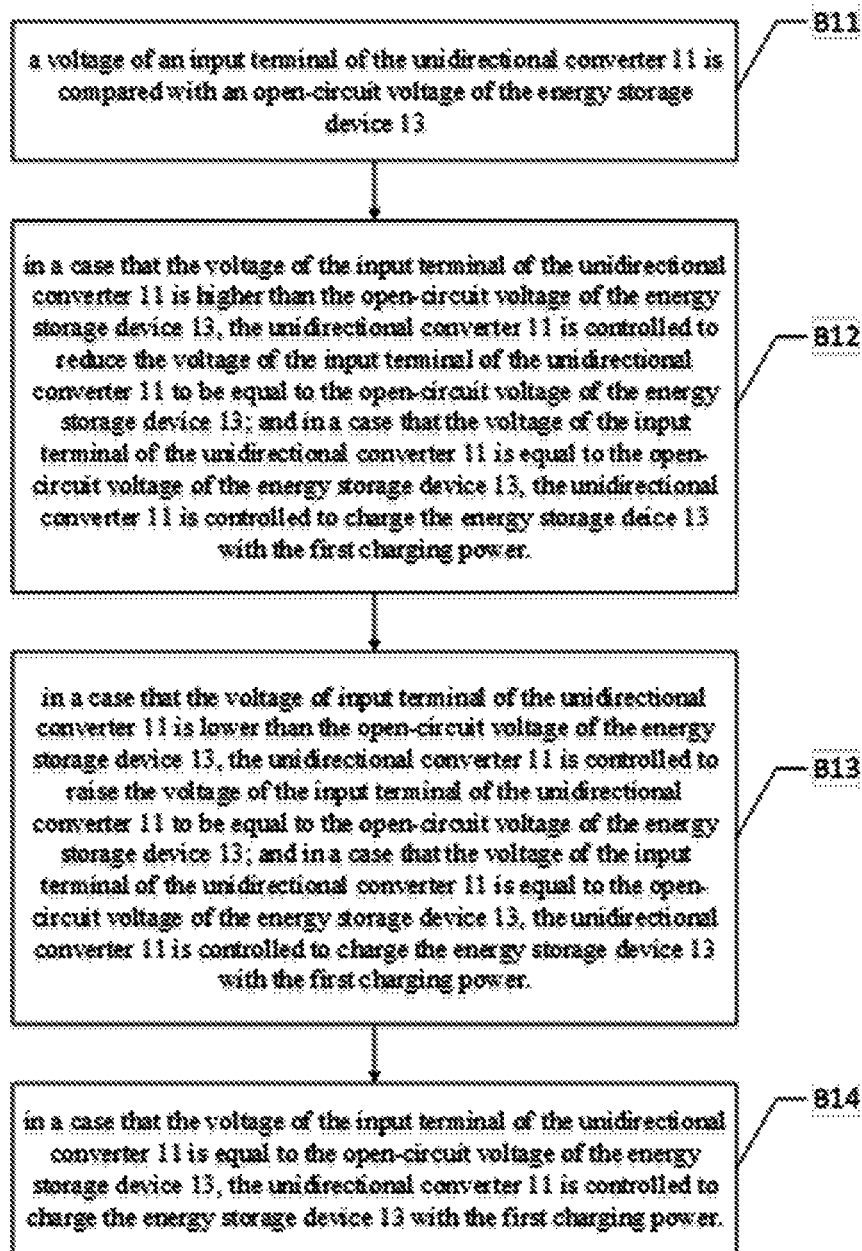 B11
a voltage of an input terminal of the unidirectional converter 11 is
compared with an open-circuit voltage of the energy storage
device 13
in a case that the voltage of the input terminal of the unidirectional
converter 11 is higher than the open-circuit voltage of the energy
storage device 13, the unidirectional converter 11 is controlled to
reduce the voltage of the input terminal of the unidirectional
converter 11 to be equal to the open-circuit voltage of the energy
storage device 13; and in a case that the voltage of the input
terminal of the unidirectional converter 11 is equal to the open-
circuit voltage of the energy storage device 13, the unidirectional
converter 11 is controlled to charge the energy storage deice 13
with the first charging power.
B12
in a case that the voltage of input terminal of the unidirectional
converter 11 is lower than the open-circuit voltage of the energy
storage device 13, the unidirectional converter 11 is controlled to
raise the voltage of the input terminal of the unidirectional
converter 11 to be equal to the open-circuit voltage of the energy
storage device 13; and in a case that the voltage of the input
terminal of the unidirectional converter 11 is equal to the open-
circuit voltage of the energy storage device 13, the unidirectional
converter 11 is controlled to charge the energy storage device 13
with the first charging power.
B13
in a case that the voltage of the input terminal of the unidirectional
converter 11 is equal to the open-circuit voltage of the energy
storage device 13, the unidirectional converter 11 is controlled to
charge the energy storage device 13 with the first charging power.
B14